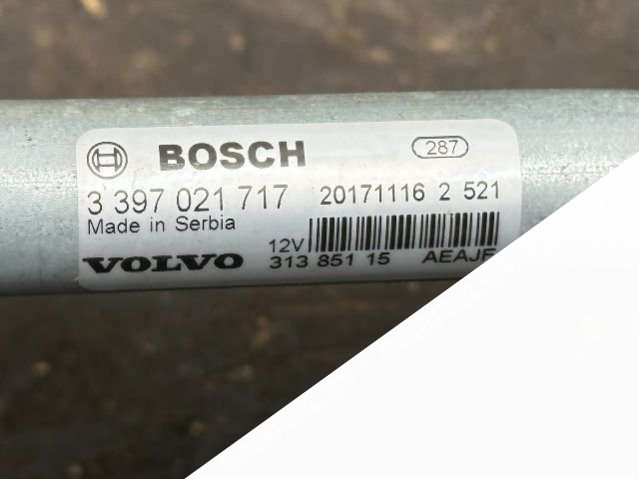 BOSCH 287
3 397 021 717 20171116 2 521
Made in Serbia
12V
VOLVO 313 851 15